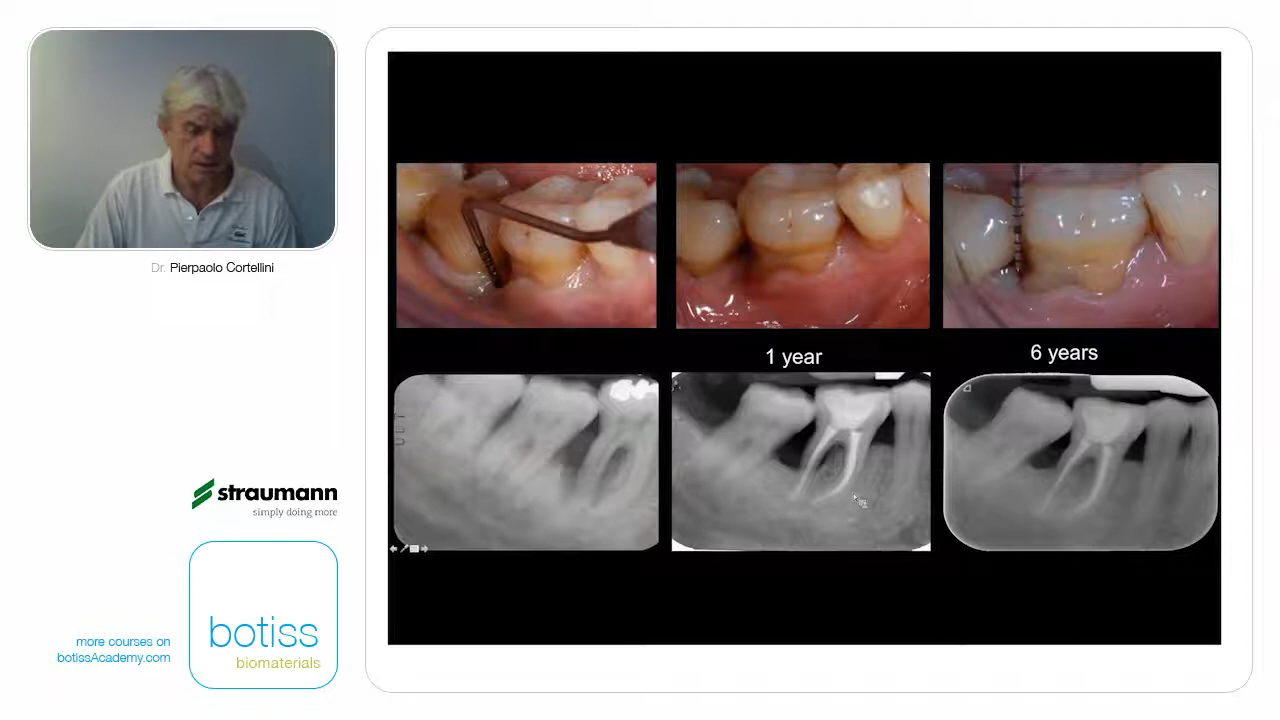 Dr. Pierpaolo Cortellini
1 year
6 years
straumann
simply doing more
more courses on
botissAcademy.com
botiss
biomaterials